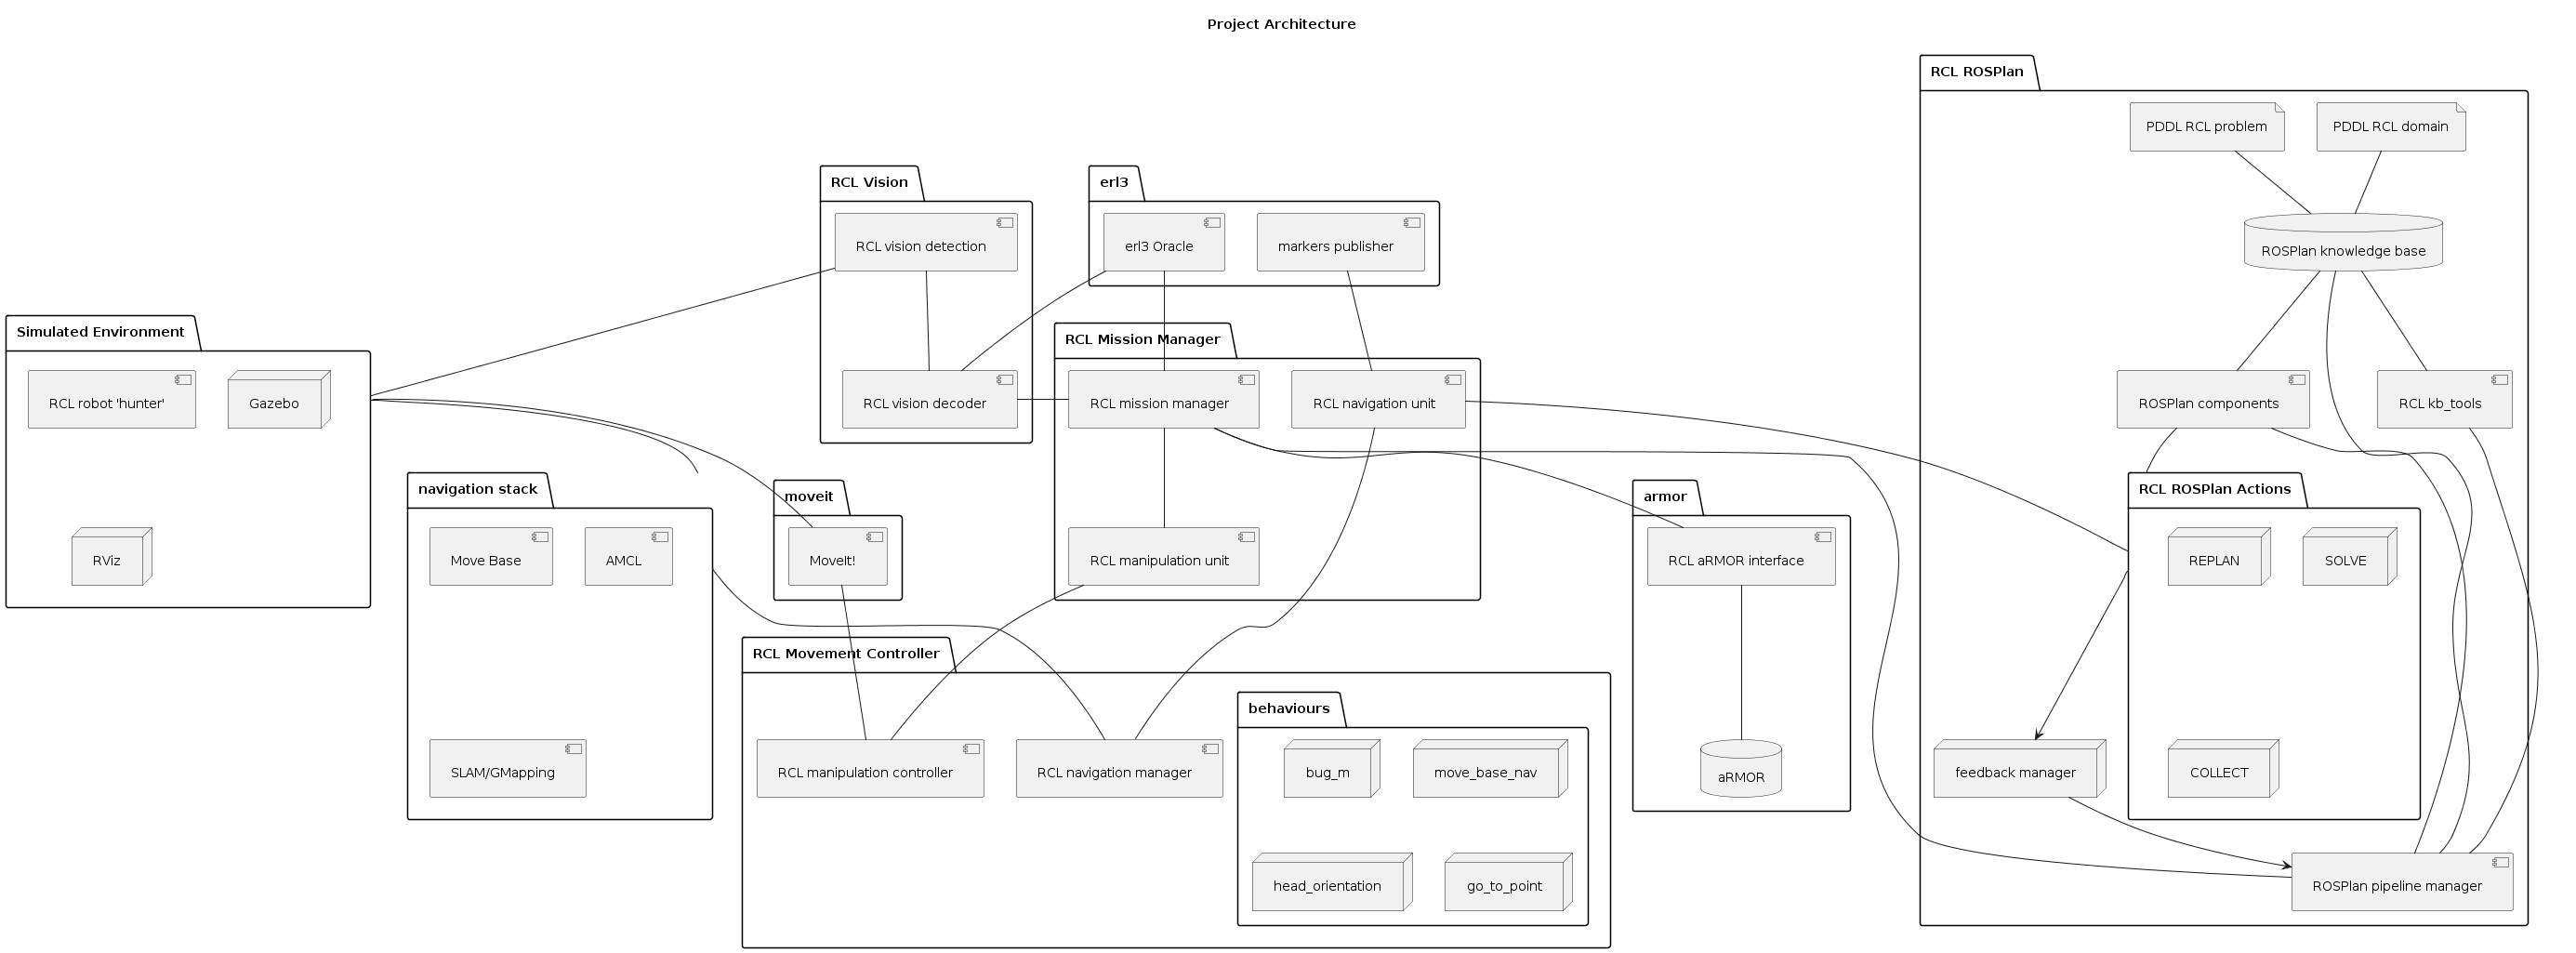 Project Architecture
RCL ROSPlan
PDDL RCL problem
PDDL RCL domain
RCL Vision
erl3
RCL vision detection
erl3 Oracle
markers publisher
ROSPlan knowledge base
Simulated Environment
RCL Mission Manager
RCL robot 'hunter'
Gazebo
RCL vision decoder
RCL mission manager
RCL navigation unit
ROSPlan components
RCL kb_tools
navigation stack
moveit
armor
RCL ROSPlan Actions
RViz
Move Base
AMCL
MoveIt!
RCL manipulation unit
RCL aRMOR interface
REPLAN
SOLVE
RCL Movement Controller
behaviours
SLAM/GMapping
RCL manipulation controller
RCL navigation manager
bug_m
move_base_nav
aRMOR
feedback manager
COLLECT
head_orientation
go_to_point
ROSPlan pipeline manager